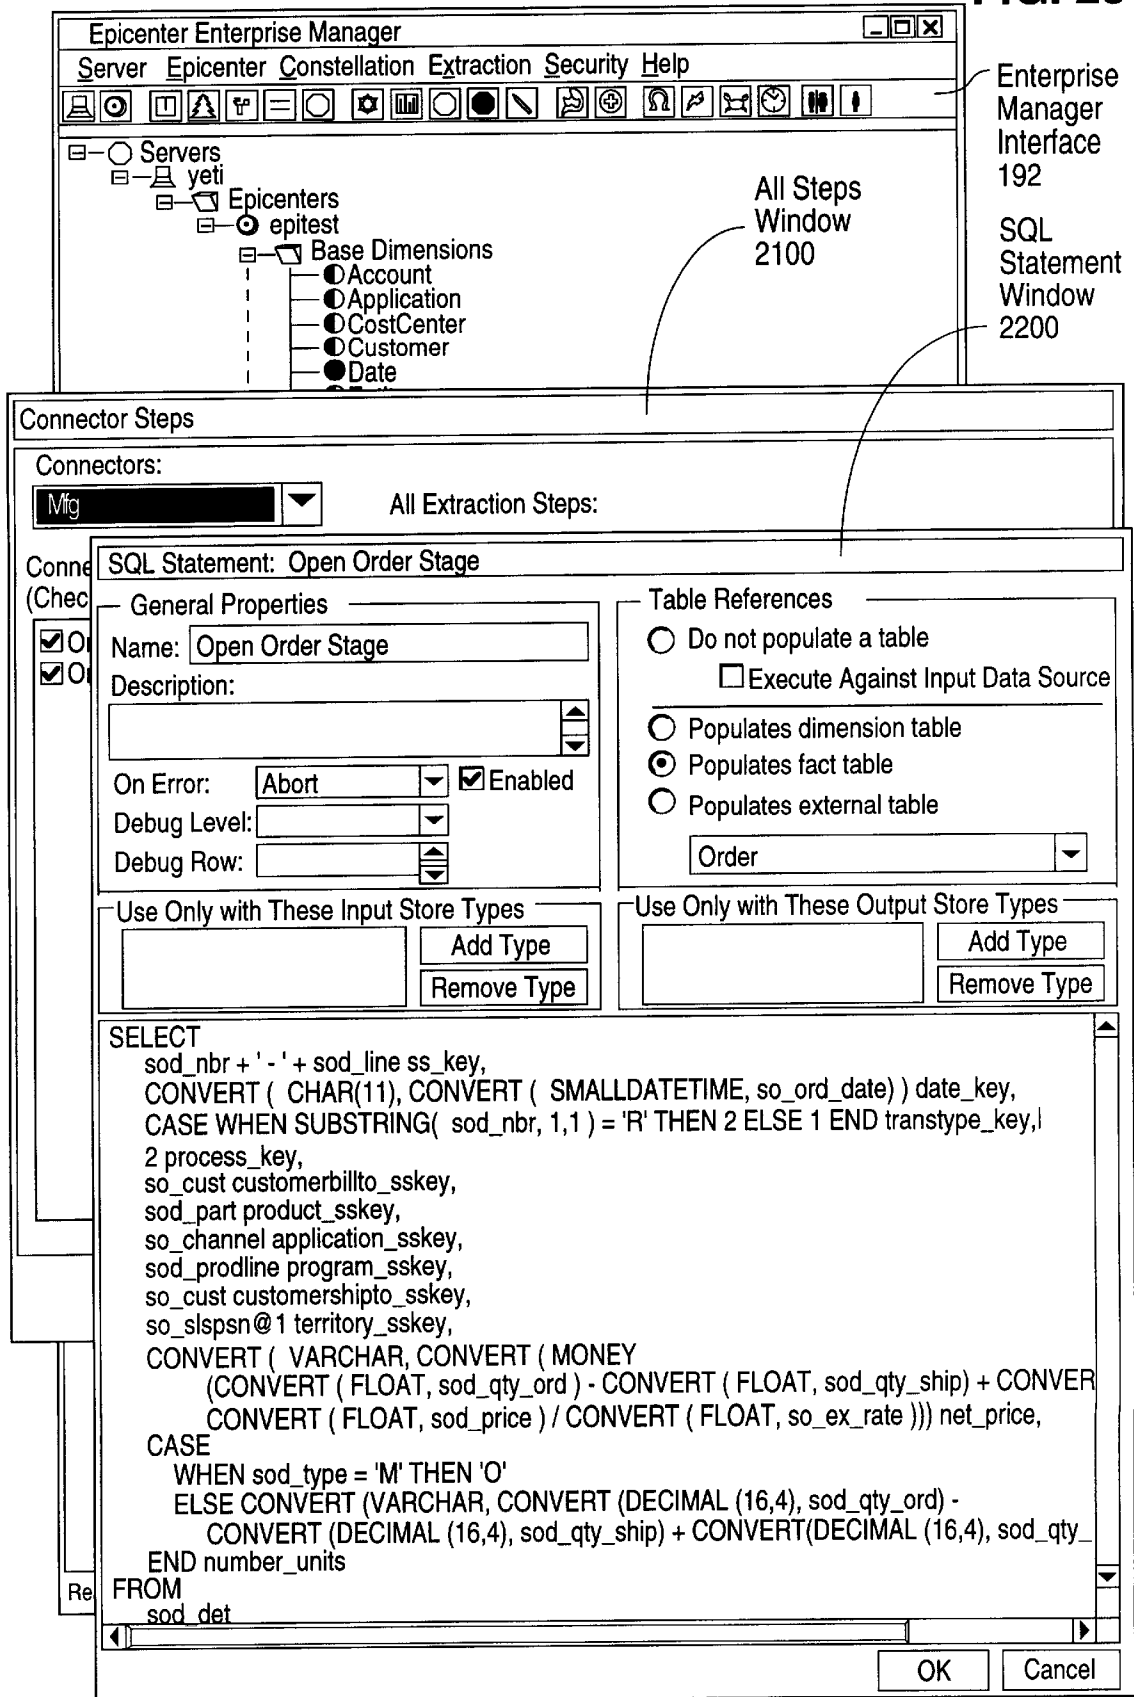 Epicenter Enterprise Manager
Server Epicenter Constellation Extraction Security Help
Enterprise
Manager
Interface
192
Servers
yeti
Epicenters
epitest
Base Dimensions
Account
Application
CostCenter
Customer
Date
All Steps
Window
2100
SQL
Statement
Window
2200
Connector Steps
Connectors:
Mfg
All Extraction Steps:
Conne
(Chec
SQL Statement: Open Order Stage
General Properties
Name: Open Order Stage
Description:
On Error: Abort Enabled
Debug Level:
Debug Row:
Table References
Do not populate a table
Execute Against Input Data Source
Populates dimension table
Populates fact table
Populates external table
Order
Use Only with These Input Store Types
Add Type
Remove Type
Use Only with These Output Store Types
Add Type
Remove Type
SELECT
sod_nbr + ' - ' + sod_line ss_key,
CONVERT ( CHAR(11), CONVERT ( SMALLDATETIME, so_ord_date) ) date_key,
CASE WHEN SUBSTRING( sod_nbr, 1,1 ) = 'R' THEN 2 ELSE 1 END transtype_key,
2 process_key,
so_cust customerbillto_sskey,
sod_part product_sskey,
so_channel application_sskey,
sod_prodline program_sskey,
so_cust customershipto_sskey,
so_slspsn@1 territory_sskey,
CONVERT ( VARCHAR, CONVERT ( MONEY
(CONVERT ( FLOAT, sod_qty_ord ) - CONVERT ( FLOAT, sod_qty_ship) + CONVER
CONVERT ( FLOAT, sod_price ) / CONVERT ( FLOAT, so_ex_rate ))) net_price,
CASE
WHEN sod_type = 'M' THEN 'O'
ELSE CONVERT (VARCHAR, CONVERT (DECIMAL (16,4), sod_qty_ord) -
CONVERT (DECIMAL (16,4), sod_qty_ship) + CONVERT(DECIMAL (16,4), sod_qty_
END number_units
FROM
sod_det
Re
OK
Cancel